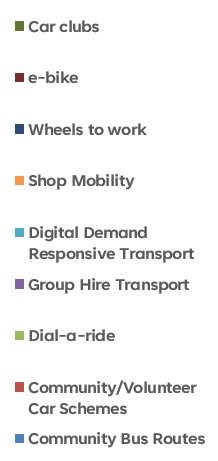 Car clubs
e-bike
Wheels to work
Shop Mobility
Digital Demand
Responsive Transport
Group Hire Transport
Dial-a-ride
Community/Volunteer
Car Schemes
Community Bus Routes